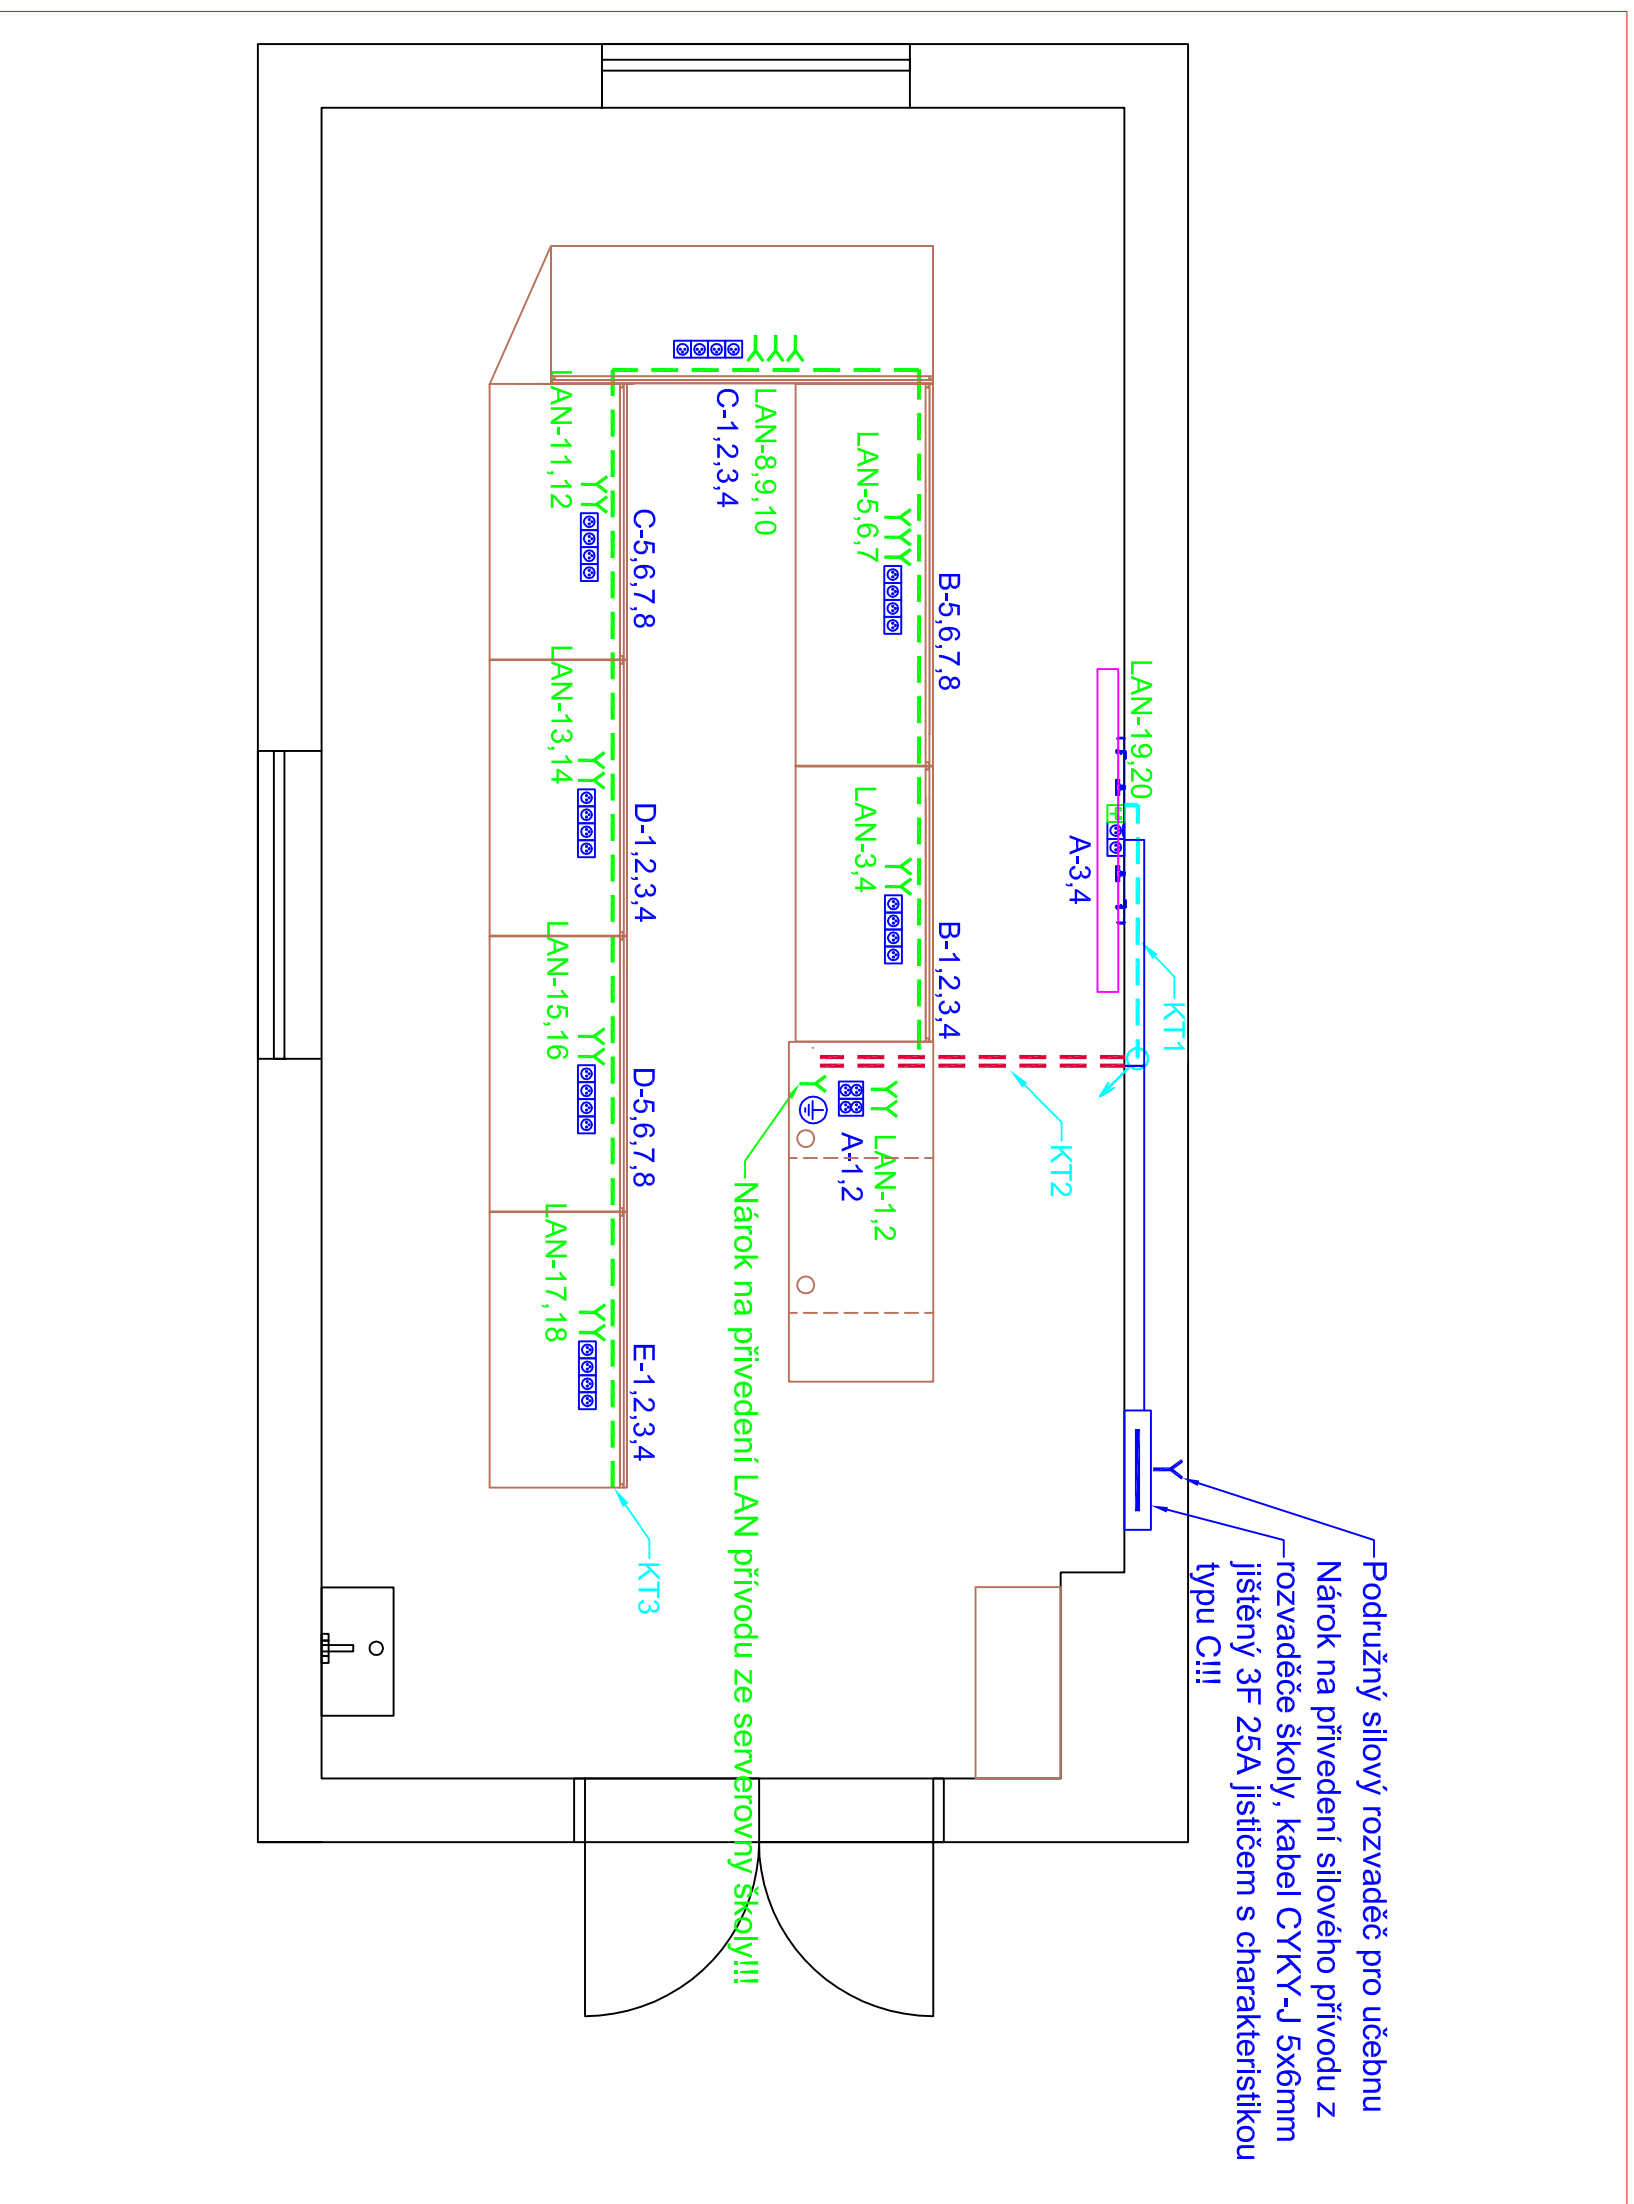 Podružný silový rozvaděč pro učebnu
Nárok na přivedení silového přívodu z
rozvaděče školy, kabel CYKY-J 5x6mm
jištěný 3F 25A jističem s charakteristikou
typu C!!!
LAN-19,20
KT1
A-3,4
KT2
B-5,6,7,8
B-1,2,3,4
LAN-5,6,7
LAN-3,4
LAN-1,2
A-1,2
LAN-8,9,10
C-1,2,3,4
Nárok na přivedení LAN přívodu ze serverovny školy!!!
C-5,6,7,8
D-1,2,3,4
D-5,6,7,8
E-1,2,3,4
KT3
LAN-11,12
LAN-13,14
LAN-15,16
LAN-17,18